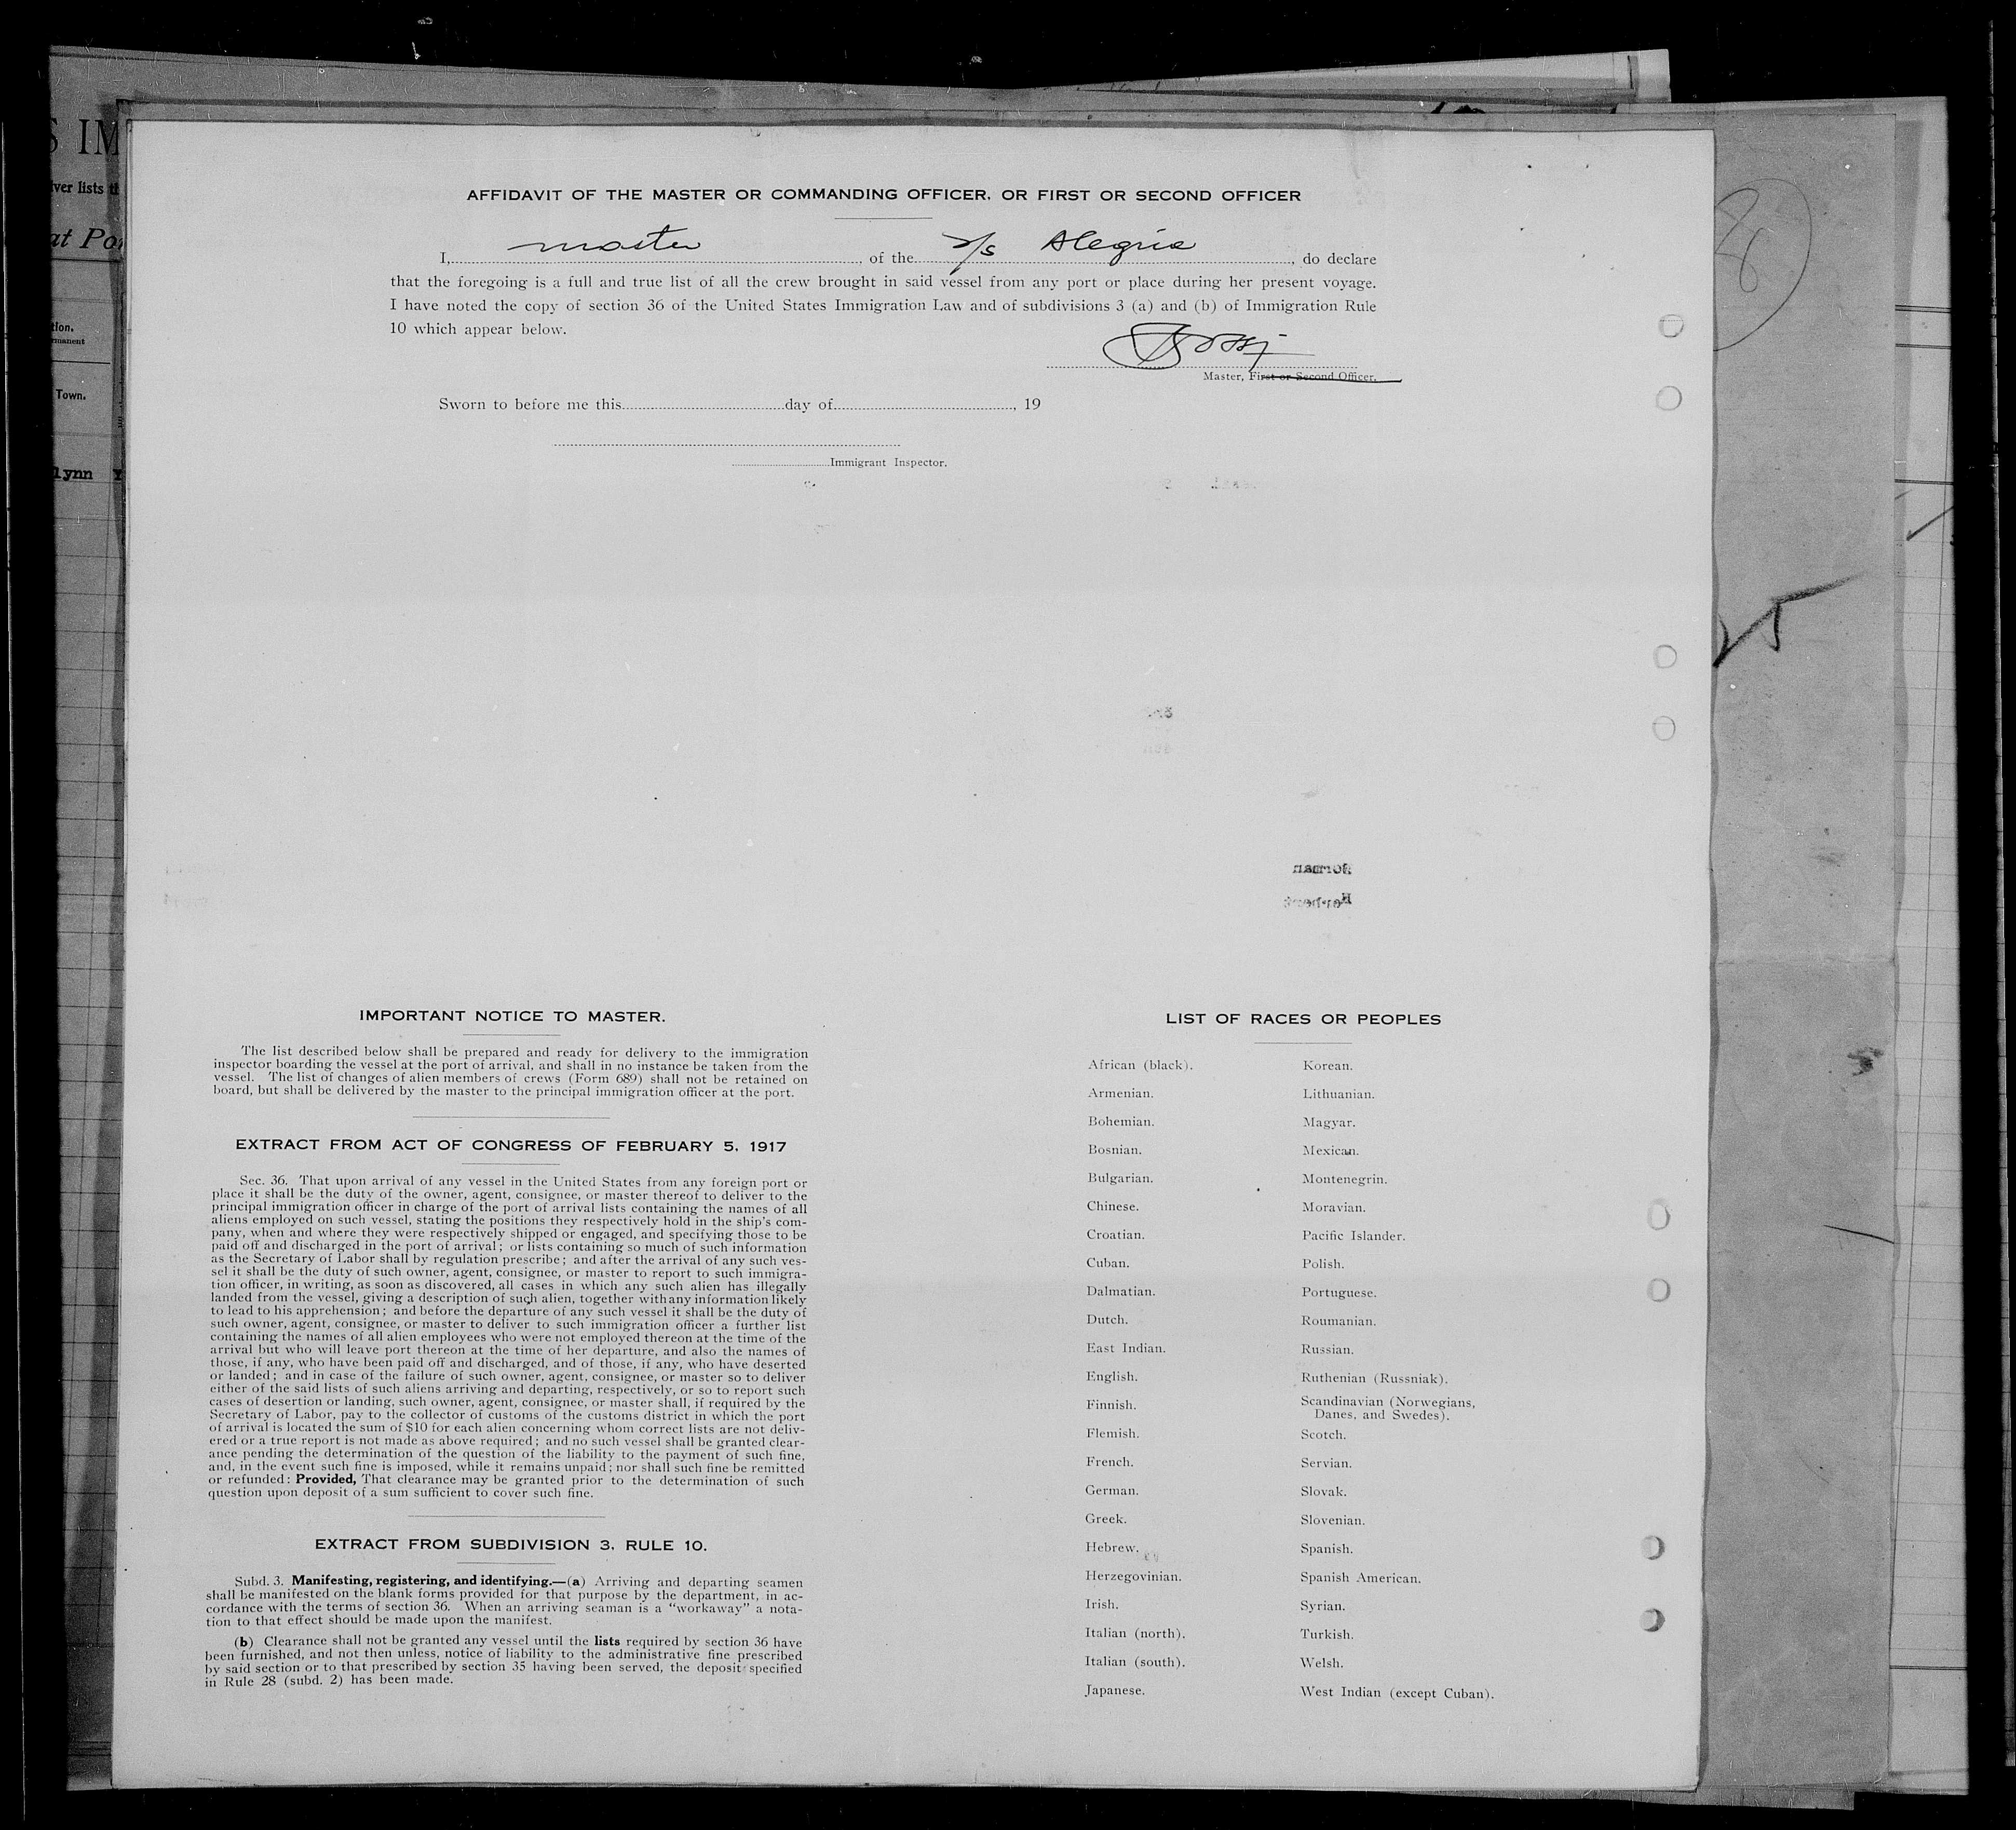 AFFIDAVIT OF THE MASTER OR COMMANDING OFFICER, OR FIRST OR SECOND OFFICER
I, master of the s/s Alegria, do declare
that the foregoing is a full and true list of all the crew brought in said vessel from any port or place during her present voyage.
I have noted the copy of section 36 of the United States Immigration Law and of subdivisions 3 (a) and (b) of Immigration Rule
10 which appear below.
Master, First or Second Officer.
Sworn to before me this day of , 19
Immigrant Inspector.
IMPORTANT NOTICE TO MASTER.
The list described below shall be prepared and ready for delivery to the immigration
inspector boarding the vessel at the port of arrival, and shall in no instance be taken from the
vessel. The list of changes of alien members of crews (Form 689) shall not be retained on
board, but shall be delivered by the master to the principal immigration officer at the port.
EXTRACT FROM ACT OF CONGRESS OF FEBRUARY 5, 1917
Sec. 36. That upon arrival of any vessel in the United States from any foreign port or
place it shall be the duty of the owner, agent, consignee, or master thereof to deliver to the
principal immigration officer in charge of the port of arrival lists containing the names of all
aliens employed on such vessel, stating the positions they respectively hold in the ship's com-
pany, when and where they were respectively shipped or engaged, and specifying those to be
paid off and discharged in the port of arrival; or lists containing so much of such information
as the Secretary of Labor shall by regulation prescribe; and after the arrival of any such ves-
sel it shall be the duty of such owner, agent, consignee, or master to report to such immigra-
tion officer, in writing, as soon as discovered, all cases in which any such alien has illegally
landed from the vessel, giving a description of such alien, together with any information likely
to lead to his apprehension; and before the departure of any such vessel it shall be the duty of
such owner, agent, consignee, or master to deliver to such immigration officer a further list
containing the names of all alien employees who were not employed thereon at the time of the
arrival but who will leave port thereon at the time of her departure, and also the names of
those, if any, who have been paid off and discharged, and of those, if any, who have deserted
or landed; and in case of the failure of such owner, agent, consignee, or master so to deliver
either of the said lists of such aliens arriving and departing, respectively, or so to report such
cases of desertion or landing, such owner, agent, consignee, or master shall, if required by the
Secretary of Labor, pay to the collector of customs of the customs district in which the port
of arrival is located the sum of $10 for each alien concerning whom correct lists are not deliv-
ered or a true report is not made as above required; and no such vessel shall be granted clear-
ance pending the determination of the question of the liability to the payment of such fine,
and, in the event such fine is imposed, while it remains unpaid; nor shall such fine be remitted
or refunded: Provided, That clearance may be granted prior to the determination of such
question upon deposit of a sum sufficient to cover such fine.
EXTRACT FROM SUBDIVISION 3, RULE 10.
Subd. 3. Manifesting, registering, and identifying.—(a) Arriving and departing seamen
shall be manifested on the blank forms provided for that purpose by the department, in ac-
cordance with the terms of section 36. When an arriving seaman is a "workaway" a nota-
tion to that effect should be made upon the manifest.
(b) Clearance shall not be granted any vessel until the lists required by section 36 have
been furnished, and not then unless, notice of liability to the administrative fine prescribed
by said section or to that prescribed by section 35 having been served, the deposit specified
in Rule 28 (subd. 2) has been made.
LIST OF RACES OR PEOPLES
African (black).
Armenian.
Bohemian.
Bosnian.
Bulgarian.
Chinese.
Croatian.
Cuban.
Dalmatian.
Dutch.
East Indian.
English.
Finnish.
Flemish.
French.
German.
Greek.
Hebrew.
Herzegovinian.
Irish.
Italian (north).
Italian (south).
Japanese.
Korean.
Lithuanian.
Magyar.
Mexican.
Montenegrin.
Moravian.
Pacific Islander.
Polish.
Portuguese.
Roumanian.
Russian.
Ruthenian (Russniak).
Scandinavian (Norwegians,
Danes, and Swedes).
Scotch.
Servian.
Slovak.
Slovenian.
Spanish.
Spanish American.
Syrian.
Turkish.
Welsh.
West Indian (except Cuban).
S IM
ver lists th
at Po
tion.
manent
Town.
lynn
25